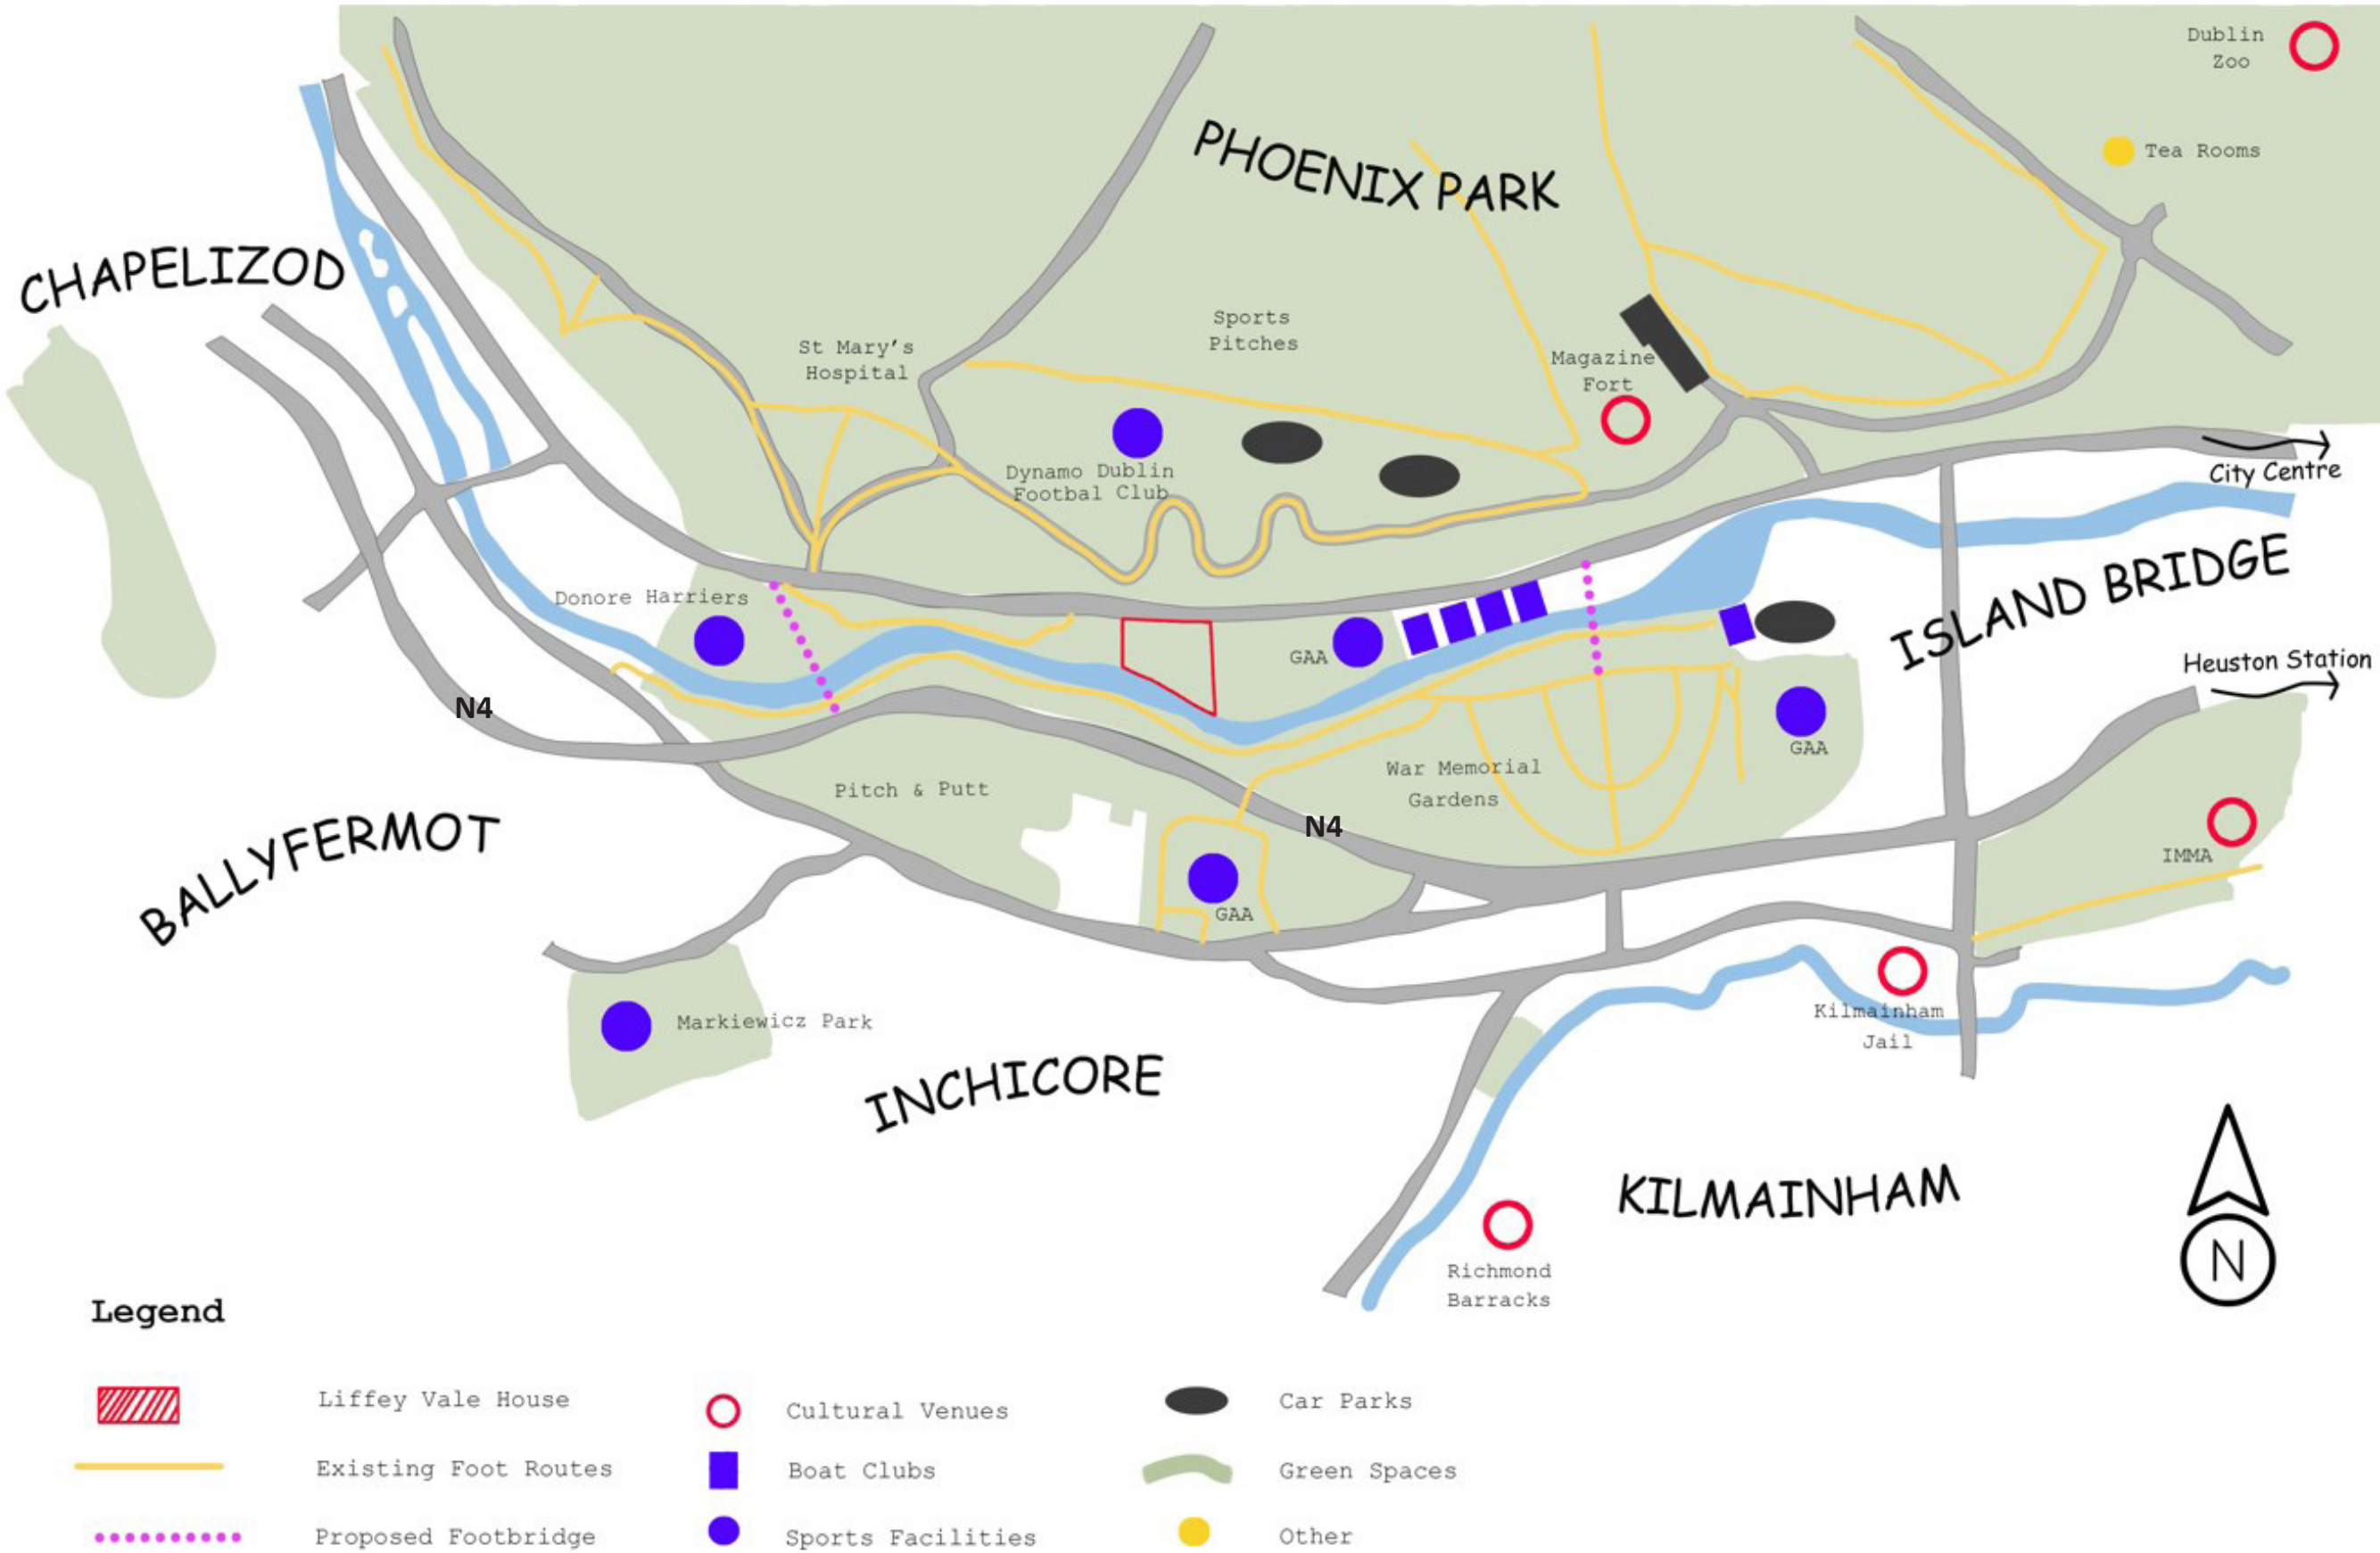 Dublin
Zoo
PHOENIX PARK
Tea Rooms
CHAPELIZOD
Sports
Pitches
St Mary's
Hospital
Magazine
Fort
Dynamo Dublin
Footbal Club
City Centre
ISLAND BRIDGE
Donore Harriers
GAA
Heuston Station
N4
GAA
War Memorial
Gardens
Pitch & Putt
N4
BALLYFERMOT
IMMA
GAA
Markiewicz Park
Kilmainham
Jail
INCHICORE
KILMAINHAM
Richmond
Barracks
N
Legend
Liffey Vale House
Existing Foot Routes
Proposed Footbridge
Cultural Venues
Boat Clubs
Sports Facilities
Car Parks
Green Spaces
Other